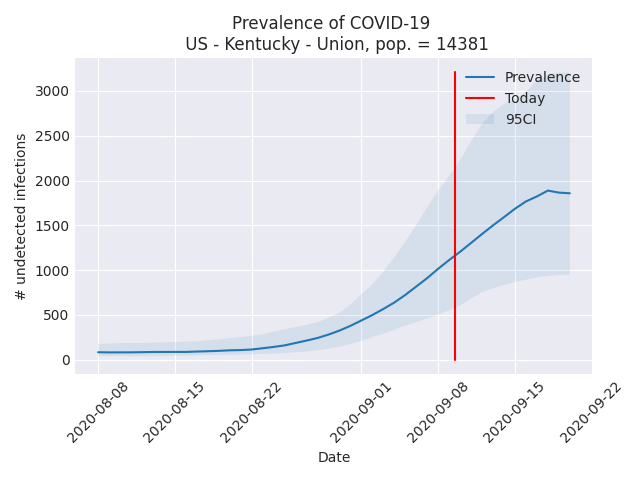 Prevalence of COVID-19
US - Kentucky - Union, pop. = 14381
Prevalence
Today
95CI
3000
2500
2000
1500
1000
500
0
# undetected infections
2020-08-08
2020-08-15
2020-08-22
2020-09-01
2020-09-08
2020-09-15
2020-09-22
Date